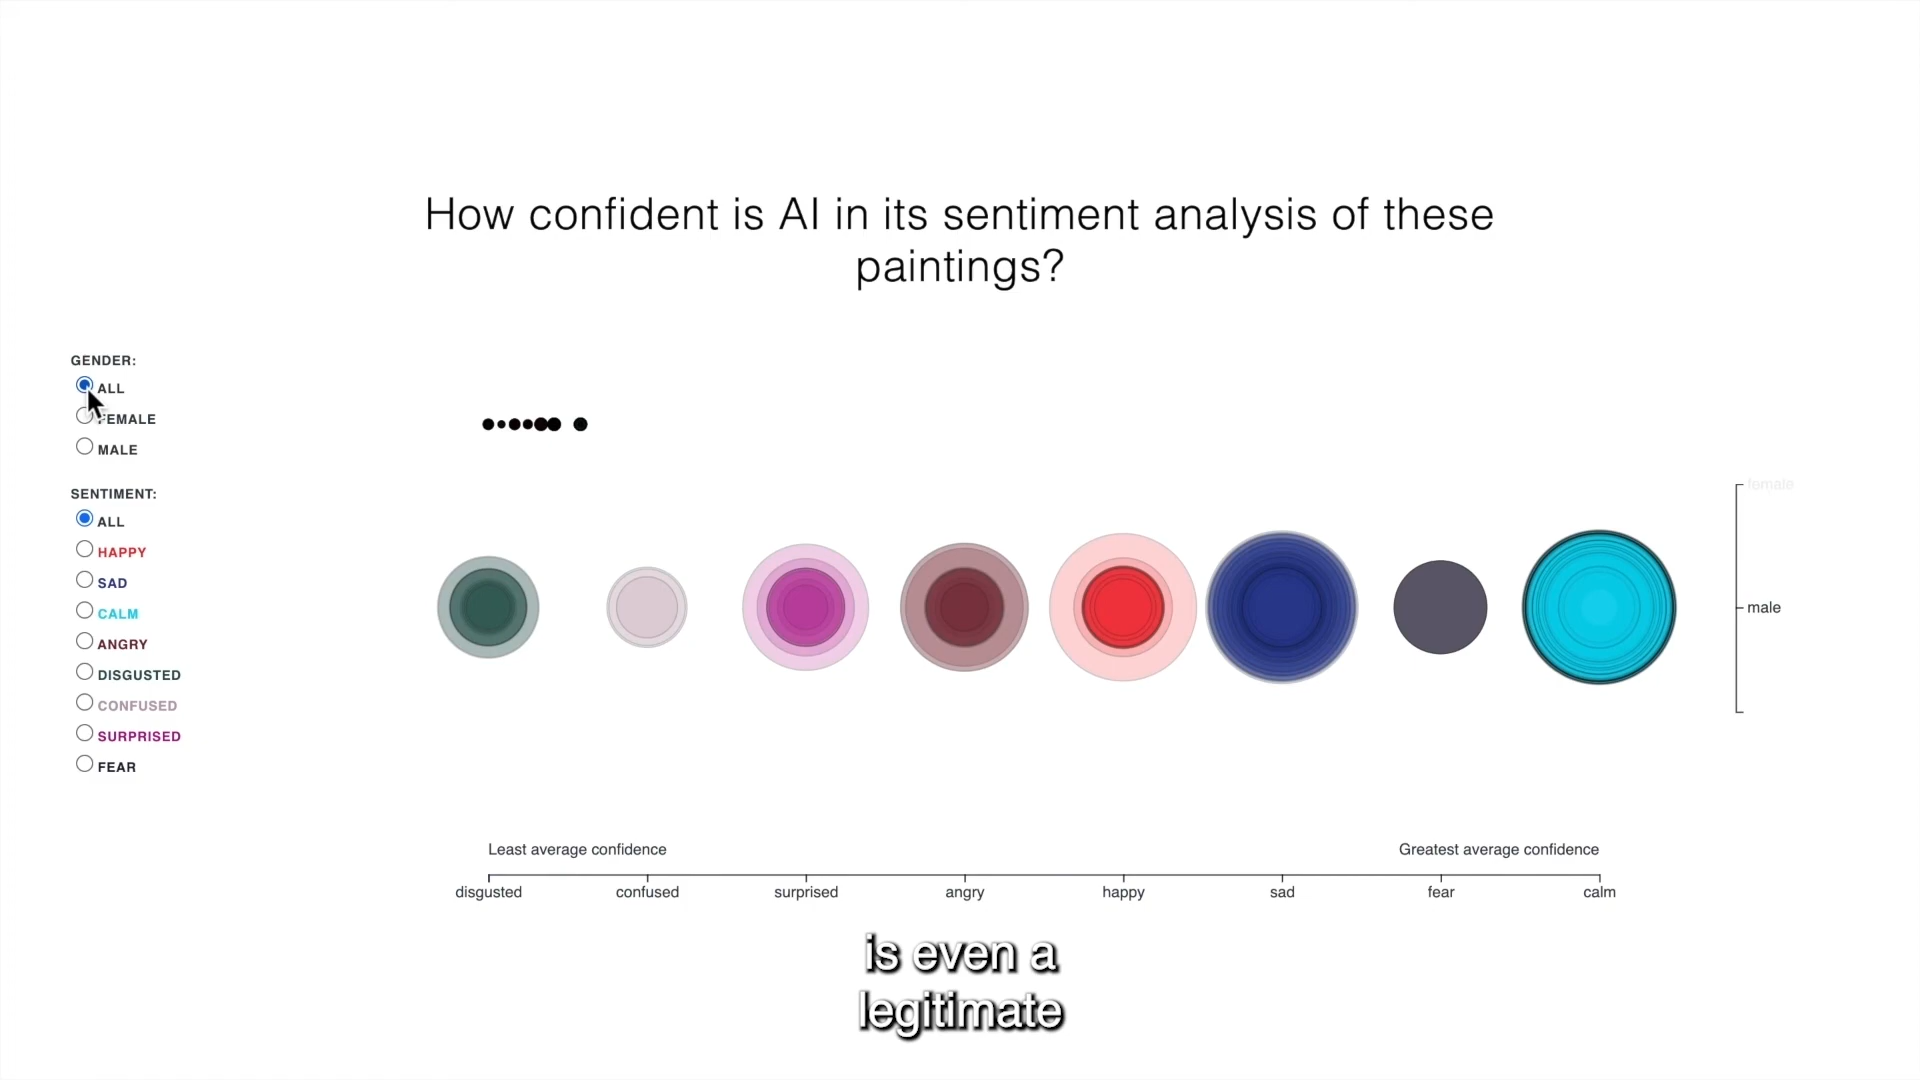 How confident is AI in its sentiment analysis of these
paintings?
GENDER:
ALL
FEMALE
MALE
SENTIMENT:
ALL
HAPPY
SAD
CALM
ANGRY
DISGUSTED
CONFUSED
SURPRISED
FEAR
female
male
Least average confidence
Greatest average confidence
disgusted confused surprised angry happy sad fear calm
is even a
legitimate